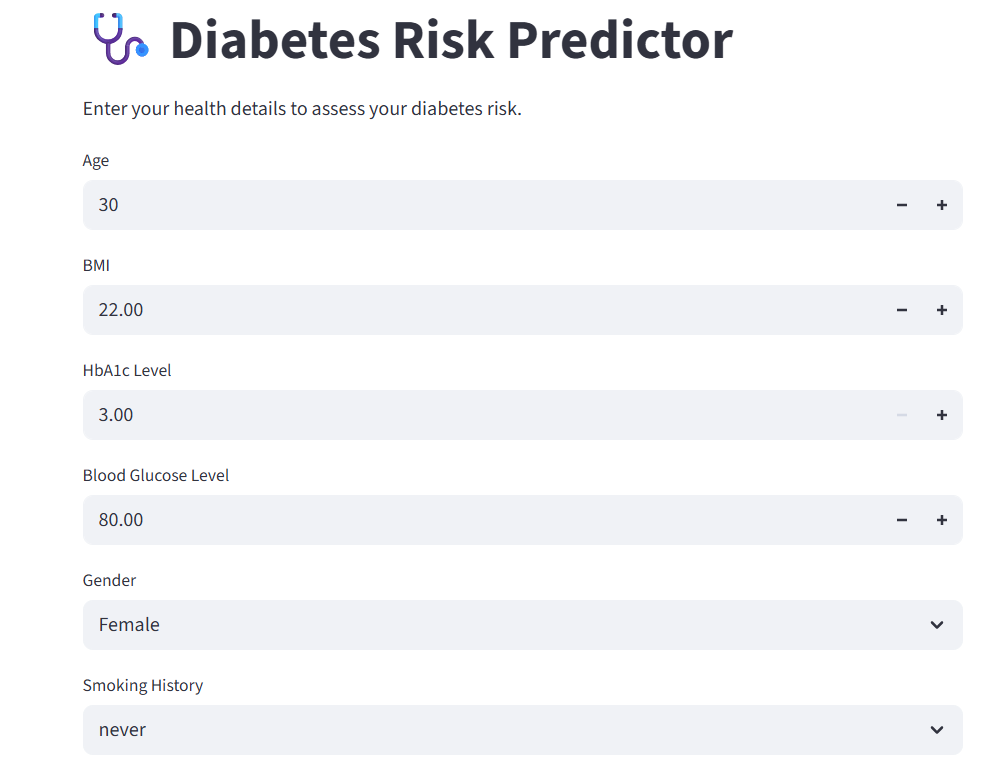 Diabetes Risk Predictor
Enter your health details to assess your diabetes risk.
Age
30
BMI
22.00
HbA1c Level
3.00
Blood Glucose Level
80.00
Gender
Female
Smoking History
never